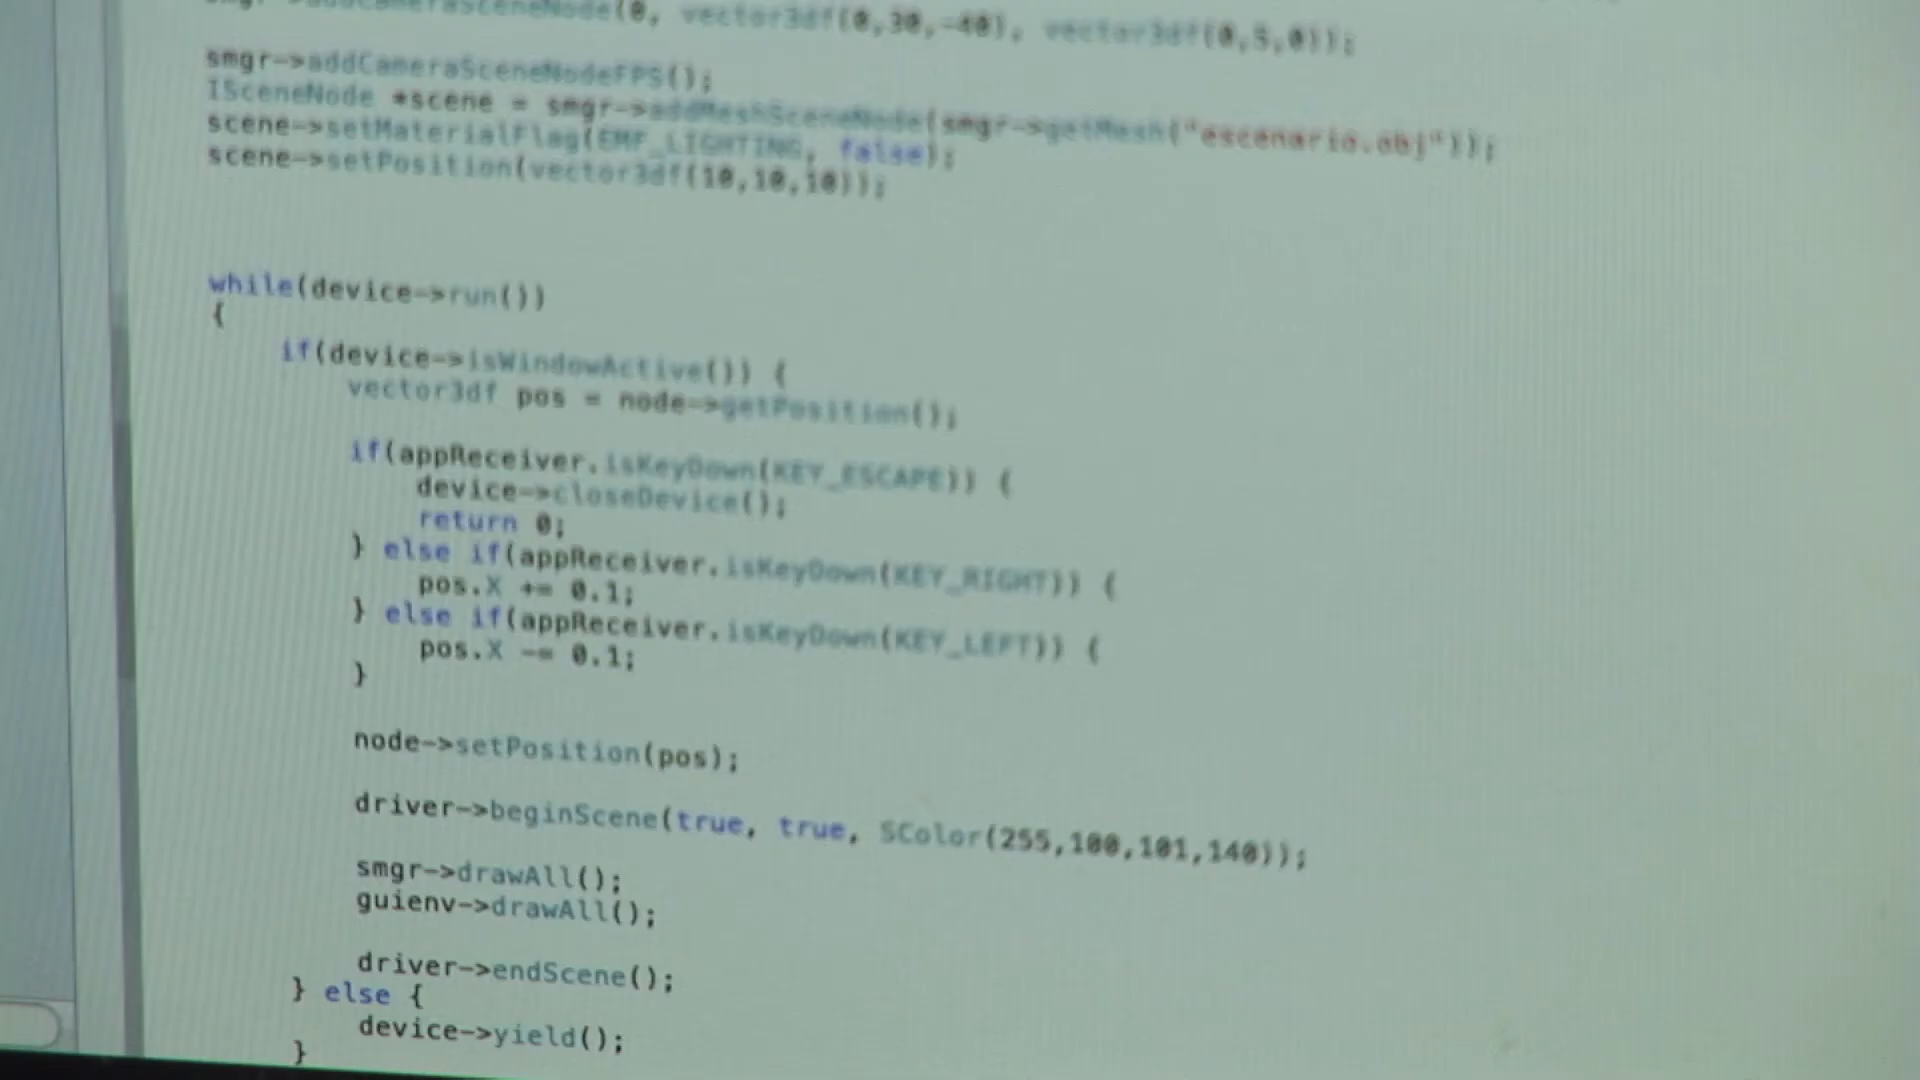 smgr->addCameraSceneNode(0, vector3df(0,30,-40), vector3df(0,5,0));
smgr->addCameraSceneNodeFPS();
ISceneNode *scene = smgr->addMeshSceneNode(smgr->getMesh("escenario.obj"));
scene->setMaterialFlag(EMF_LIGHTING, false);
scene->setPosition(vector3df(10,10,10));
while(device->run())
{
if(device->isWindowActive()) {
vector3df pos = node->getPosition();
if(appReceiver.isKeyDown(KEY_ESCAPE)) {
device->closeDevice();
return 0;
} else if(appReceiver.isKeyDown(KEY_RIGHT)) {
pos.X += 0.1;
} else if(appReceiver.isKeyDown(KEY_LEFT)) {
pos.X -= 0.1;
}
node->setPosition(pos);
driver->beginScene(true, true, SColor(255,100,101,140));
smgr->drawAll();
guienv->drawAll();
driver->endScene();
} else {
device->yield();
}